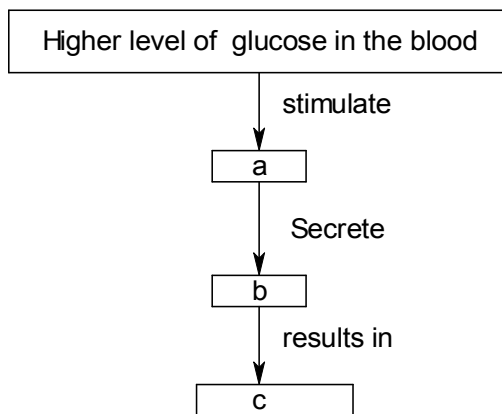 Higher level of glucose in the blood
stimulate
a
Secrete
b
results in
c